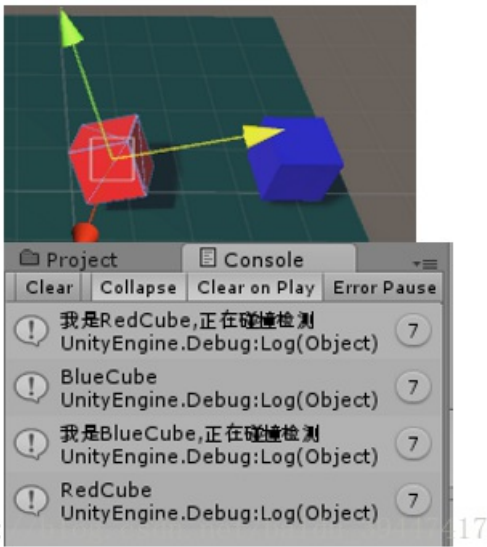 Project
Console
Clear
Collapse
Clear on Play
Error Pause
我是RedCube,正在碰撞检测
UnityEngine.Debug:Log(Object)
7
BlueCube
UnityEngine.Debug:Log(Object)
7
我是BlueCube,正在碰撞检测
UnityEngine.Debug:Log(Object)
7
RedCube
UnityEngine.Debug:Log(Object)
7